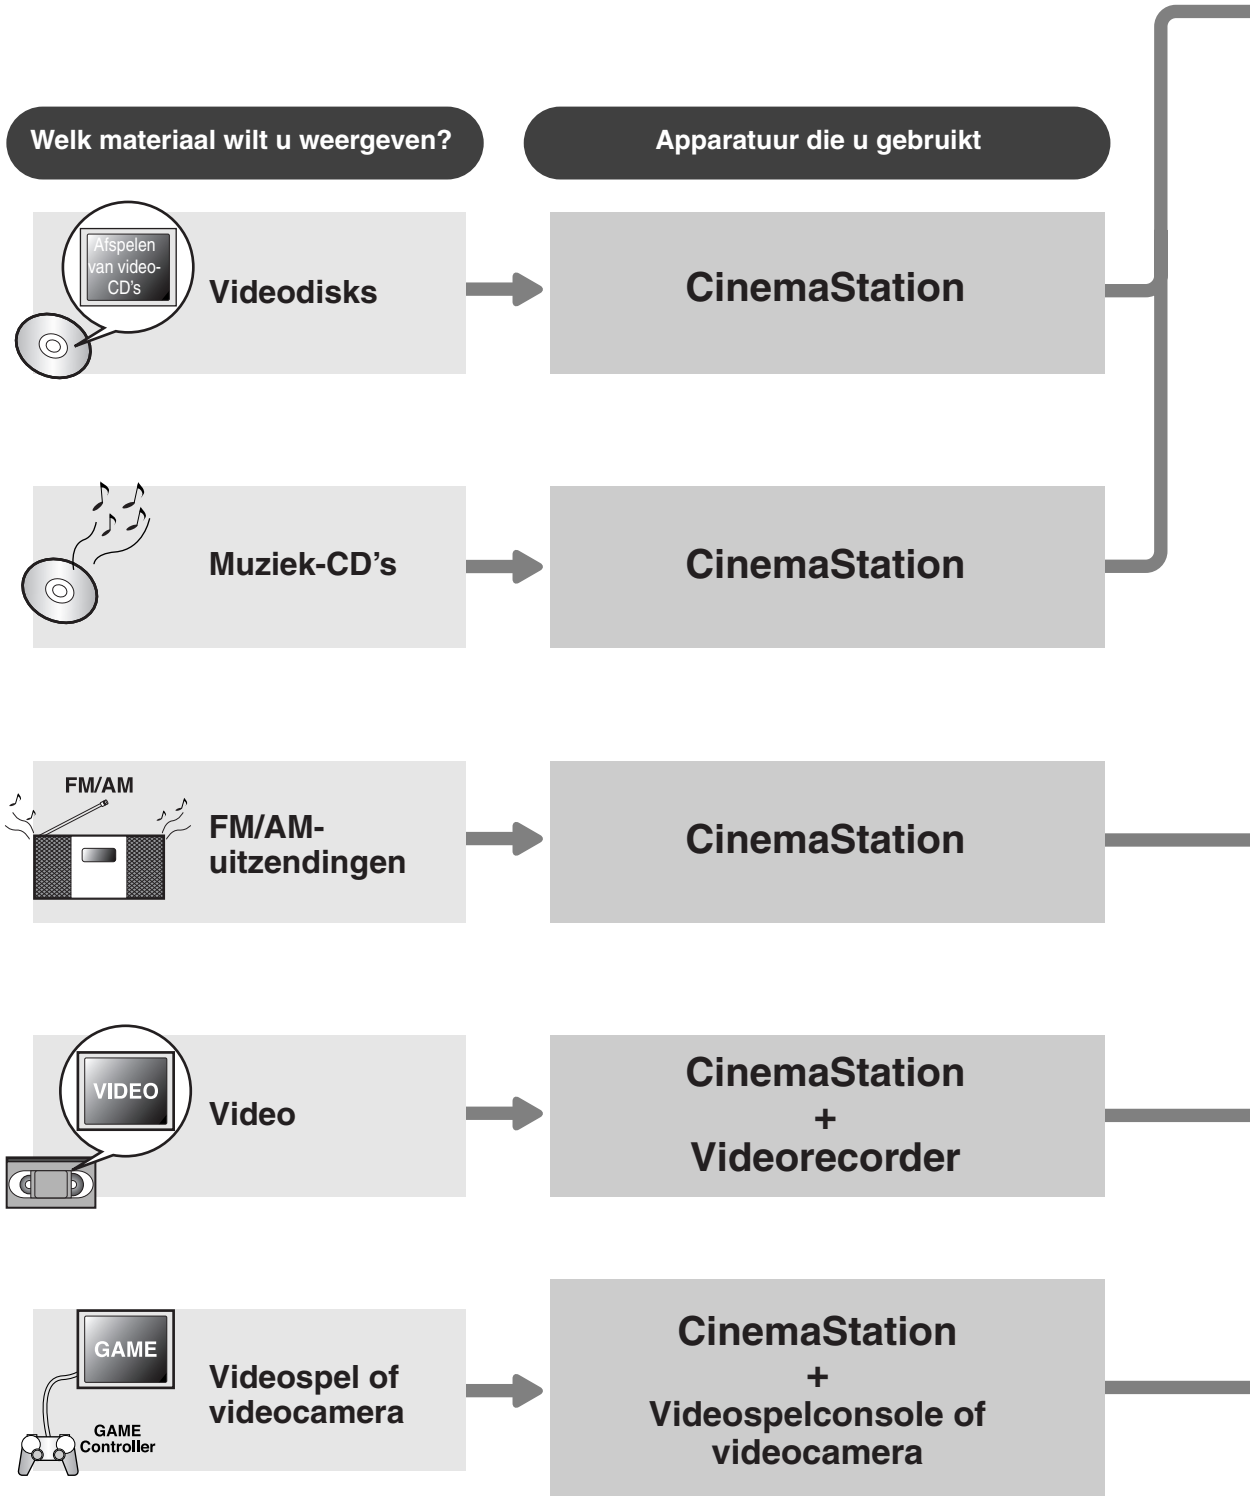 Welk materiaal wilt u weergeven?
Apparatuur die u gebruikt
Afspelen
van video-
CD's
Videodisks
CinemaStation
Muziek-CD’s
CinemaStation
FM/AM
FM/AM-
uitzendingen
CinemaStation
VIDEO
Video
CinemaStation
+
Videorecorder
GAME
GAME
Controller
Videospel of
videocamera
CinemaStation
+
Videospelconsole of
videocamera